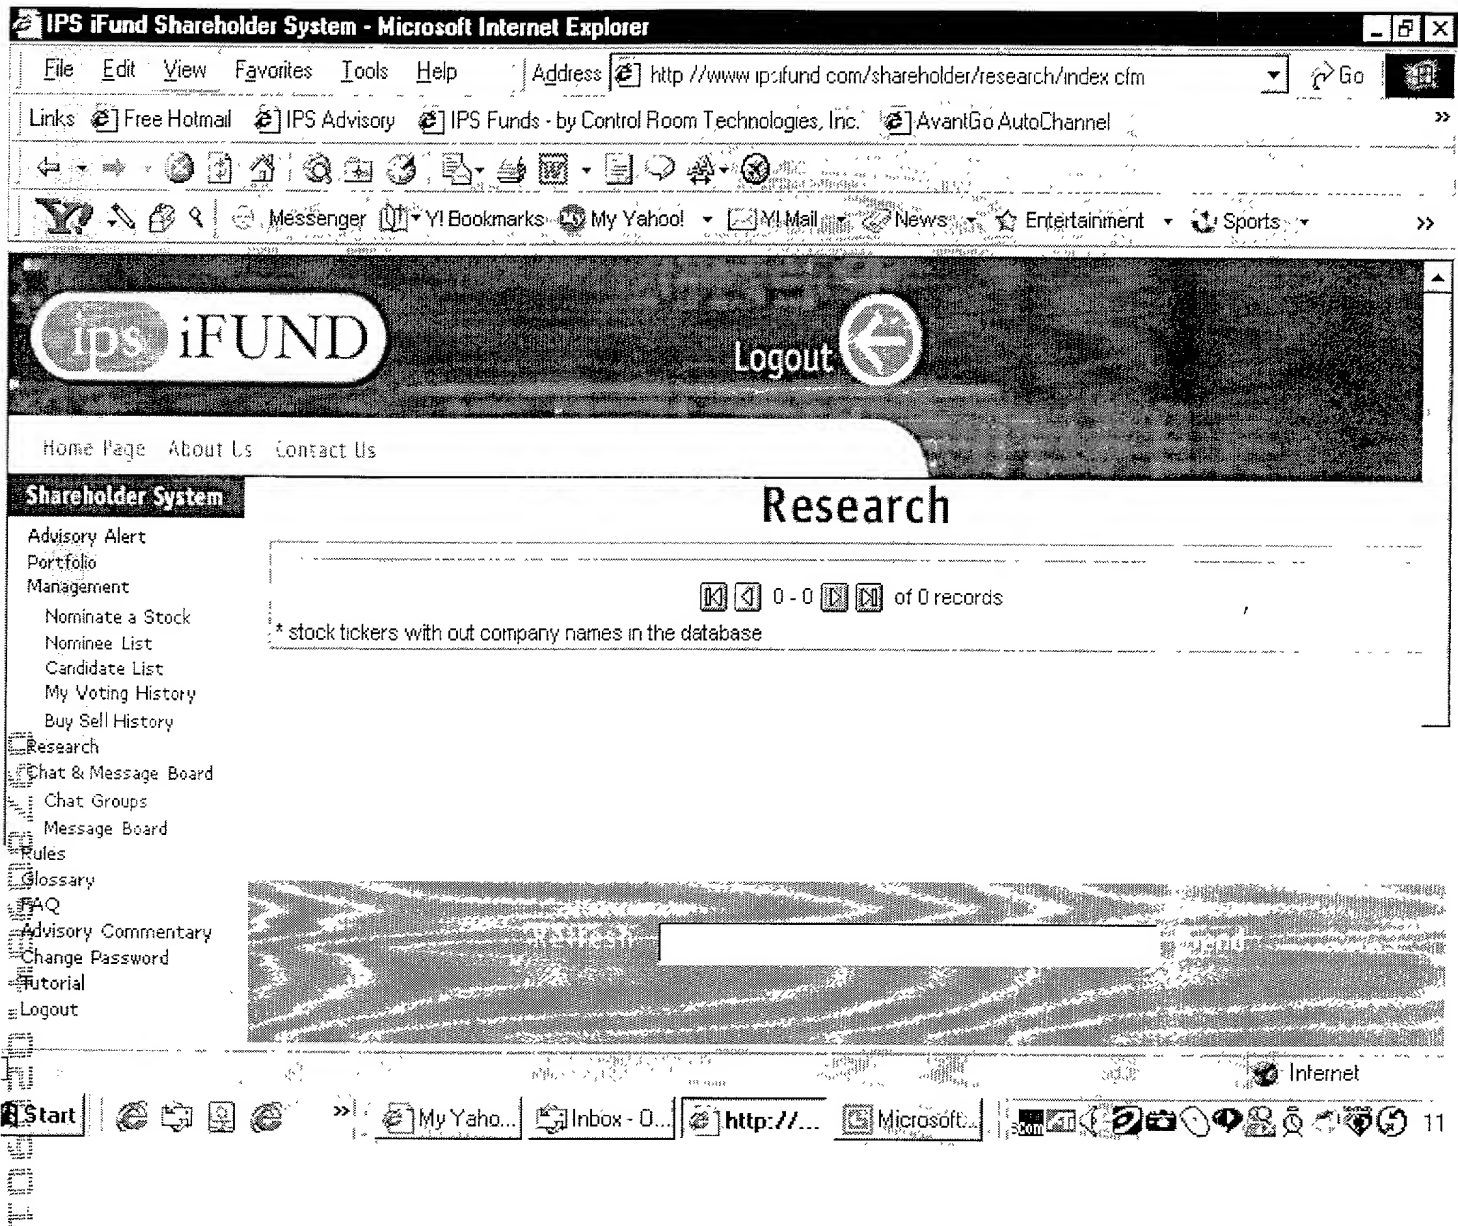 IPS iFund Shareholder System - Microsoft Internet Explorer
File Edit View Favorites Tools Help Address http //www ipsifund com/shareholder/research/index cfm Go
Links Free Hotmail IPS Advisory IPS Funds - by Control Room Technologies, Inc. AvantGo AutoChannel »
Y! Messenger Y! Bookmarks My Yahoo! Y! Mail News Entertainment Sports »
ips iFUND
Logout
Home Page About Us Contact Us
Shareholder System
Research
Advisory Alert
Portfolio
Management
Nominate a Stock
Nominee List
Candidate List
My Voting History
Buy Sell History
Research
Chat & Message Board
Chat Groups
Message Board
Rules
Glossary
FAQ
Advisory Commentary
Change Password
Tutorial
Logout
0 - 0 of 0 records
* stock tickers with out company names in the database
Refresh
Internet
Start » My Yaho... Inbox - O... http://... Microsoft... 11